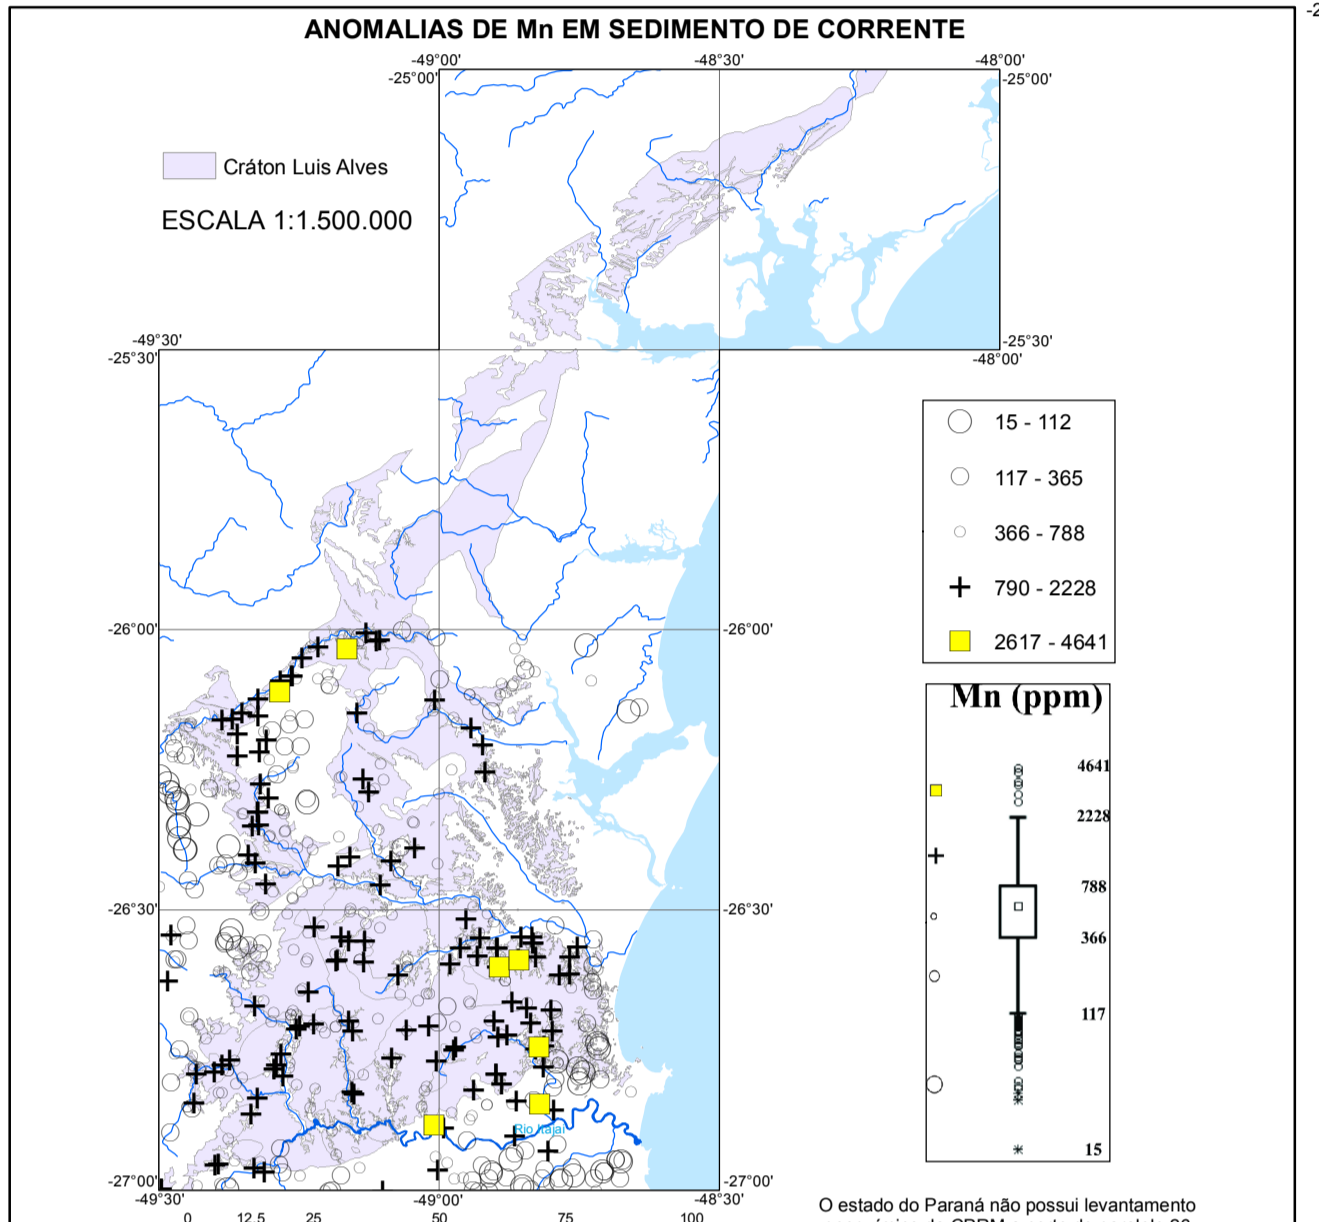 ANOMALIAS DE Mn EM SEDIMENTO DE CORRENTE
-2
-49°00'
-48°30'
-48°00'
-25°00'
-25°00'
Cráton Luis Alves
ESCALA 1:1.500.000
-49°30'
-25°30'
-25°30'
-48°00'
15 - 112
117 - 365
366 - 788
790 - 2228
2617 - 4641
-26°00'
-26°00'
Mn (ppm)
4641
2228
788
366
117
15
-26°30'
-26°30'
Rio Itajaí
-27°00'
-27°00'
-49°30'
-49°00'
-48°30'
0 12,5 25 50 75 100
O estado do Paraná não possui levantamento